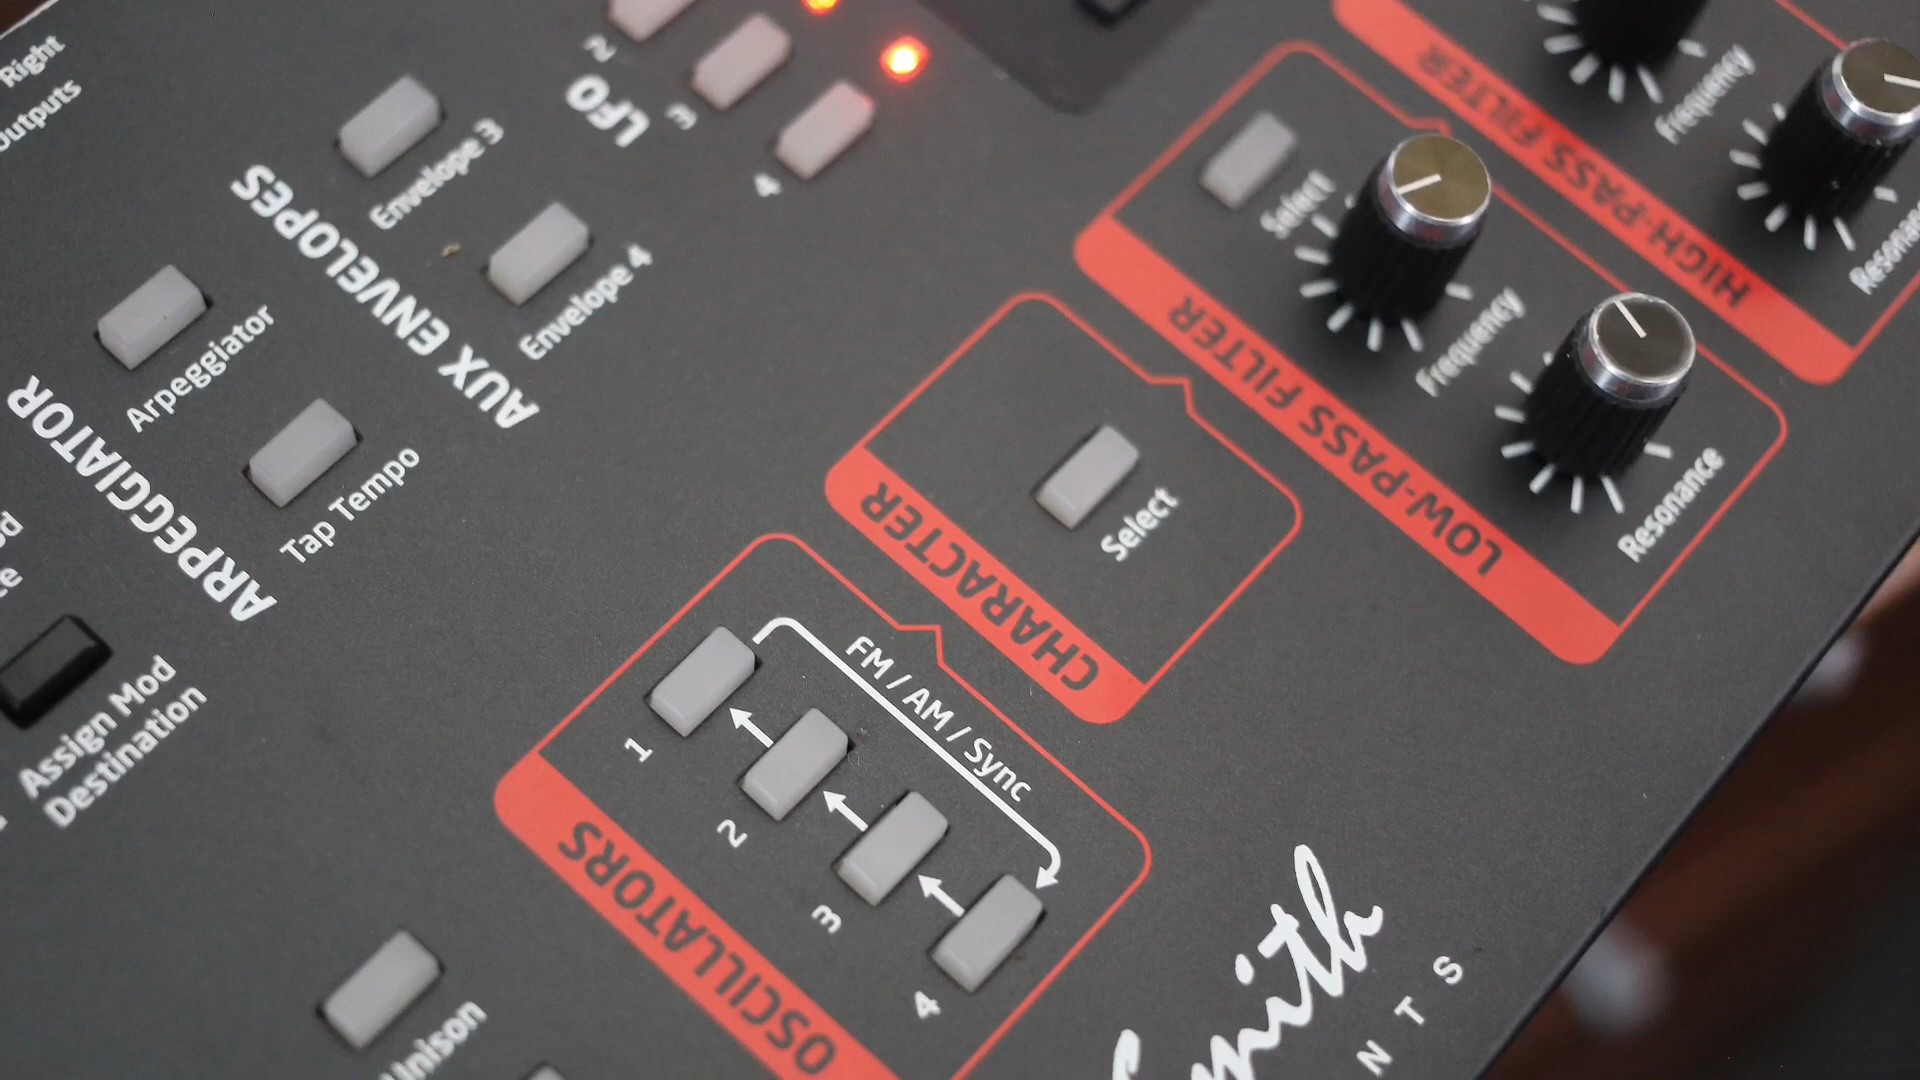 Right
Outputs
2
3
4
LFO
Envelope 3
Envelope 4
AUX ENVELOPES
Arpeggiator
Tap Tempo
ARPEGGIATOR
Assign Mod
Destination
Unison
Frequency
HIGH-PASS FILTER
Select
Frequency
Resonance
LOW-PASS FILTER
Select
CHARACTER
FM / AM / Sync
1
2
3
4
OSCILLATORS
Smith
N T S